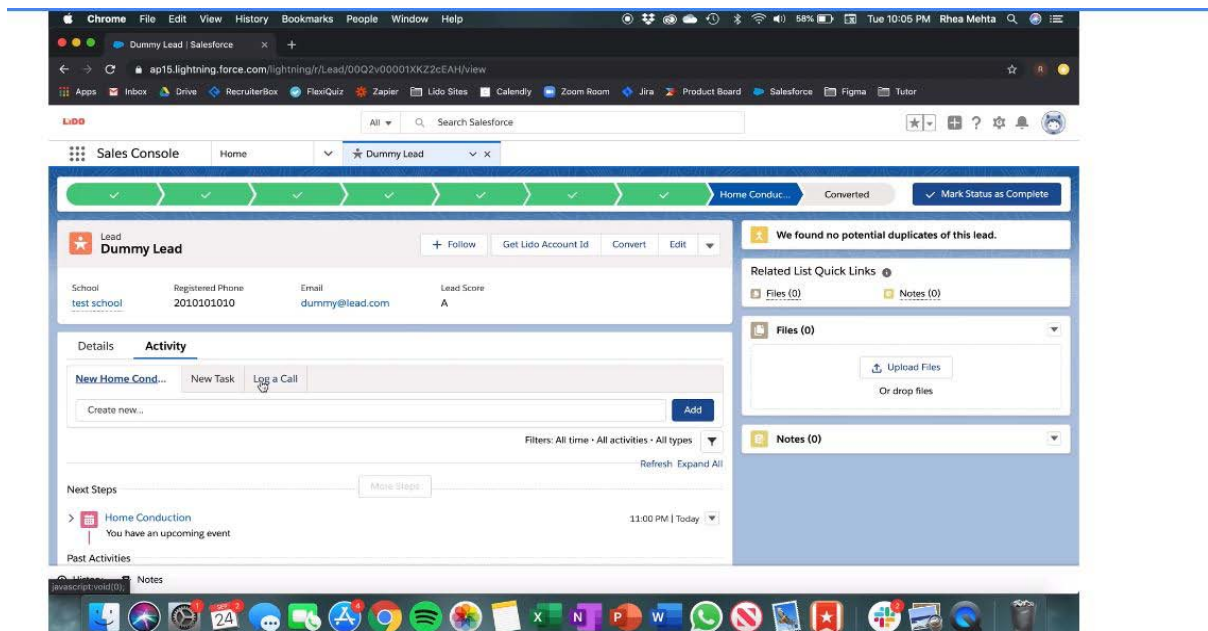 Chrome File Edit View History Bookmarks People Window Help 58% Tue 10:05 PM Rhea Mehta
Dummy Lead | Salesforce
ap15.lightning.force.com/lightning/r/Lead/00Q2v00001XKZ2cEAH/view
Apps Inbox Drive RecruiterBox FlexiQuiz Zapier Lido Sites Calendly Zoom Room Jira Product Board Salesforce Figma Tutor
LiDO All Search Salesforce
Sales Console Home Dummy Lead
Home Conduc... Converted Mark Status as Complete
Lead
Dummy Lead
+ Follow Get Lido Account Id Convert Edit
School Registered Phone Email Lead Score
test school 2010101010 dummy@lead.com A
Details Activity
New Home Cond... New Task Log a Call
Create new... Add
Filters: All time • All activities • All types
Refresh Expand All
Next Steps More Steps
Home Conduction 11:00 PM | Today
You have an upcoming event
Past Activities
We found no potential duplicates of this lead.
Related List Quick Links
Files (0) Notes (0)
Files (0)
Upload Files
Or drop files
Notes (0)
History Notes
javascript:void(0);
SEP
24